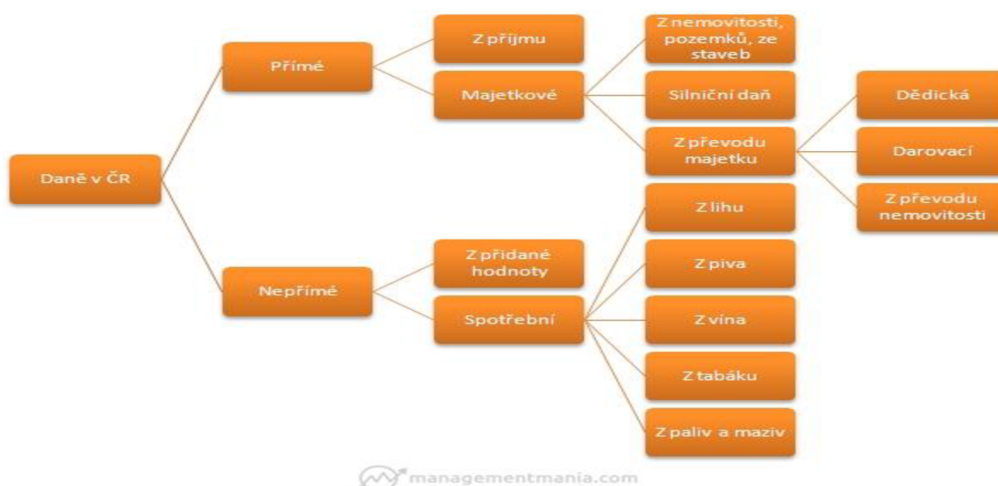 Daně v ČR
Přímé
Z příjmu
Majetkové
Z nemovitostí,
pozemků, ze
staveb
Silniční daň
Z převodu
majetku
Dědická
Darovací
Z převodu
nemovitosti
Nepřímé
Z přidané
hodnoty
Spotřební
Z lihu
Z piva
Z vína
Z tabáku
Z paliv a maziv
managementmania.com